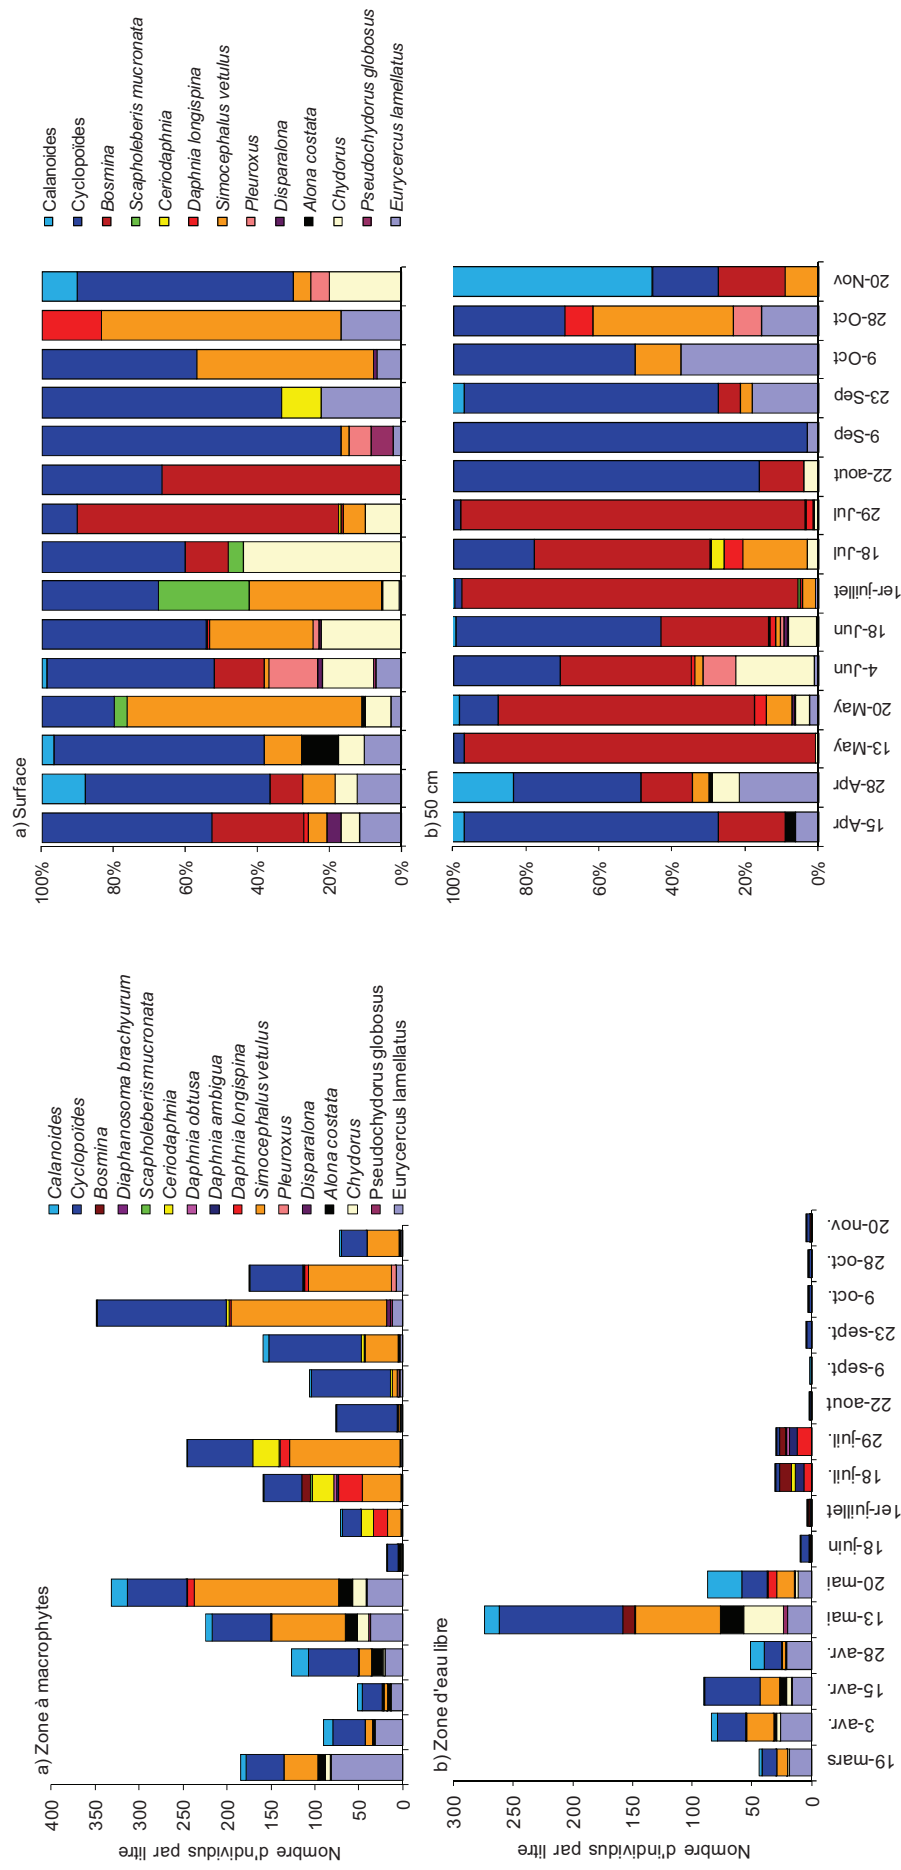 a) Zone à macrophytes
Nombre d'individus par litre
400
350
300
250
200
150
100
50
0
Calanoides
Cyclopoïdes
Bosmina
Diaphanosoma brachyurum
Scapholeberis mucronata
Ceriodaphnia
Daphnia obtusa
Daphnia ambigua
Daphnia longispina
Simocephalus vetulus
Pleuroxus
Disparalona
Alona costata
Chydorus
Pseudochydorus globosus
Eurycercus lamellatus
b) Zone d'eau libre
Nombre d'individus par litre
300
250
200
150
100
50
0
19-mars
3-avr.
15-avr.
28-avr.
13-mai
20-mai
18-juin
1er-juillet
18-juil.
29-juil.
22-aout
9-sept.
23-sept.
9-oct.
28-oct.
20-nov.
a) Surface
100%
80%
60%
40%
20%
0%
Calanoides
Cyclopoïdes
Bosmina
Scapholeberis mucronata
Ceriodaphnia
Daphnia longispina
Simocephalus vetulus
Pleuroxus
Disparalona
Alona costata
Chydorus
Pseudochydorus globosus
Eurycercus lamellatus
b) 50 cm
100%
80%
60%
40%
20%
0%
15-Apr
28-Apr
13-May
20-May
4-Jun
18-Jun
1er-juillet
18-Jul
29-Jul
22-aout
9-Sep
23-Sep
9-Oct
28-Oct
20-Nov